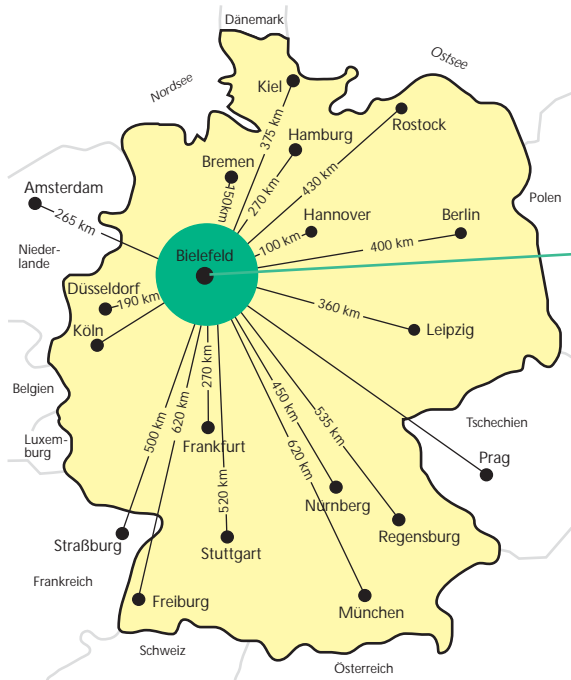 Dänemark
Nordsee
Ostsee
Kiel
375 km
Rostock
430 km
Hamburg
270 km
Bremen
150km
Amsterdam
265 km
Polen
Hannover
100 km
Berlin
400 km
Nieder-
lande
Bielefeld
Düsseldorf
190 km
Köln
360 km
Leipzig
Belgien
270 km
450 km
535 km
Tschechien
Luxem-
burg
500 km
620 km
Frankfurt
620 km
Prag
520 km
Nürnberg
Regensburg
Straßburg
Stuttgart
Frankreich
Freiburg
München
Schweiz
Österreich